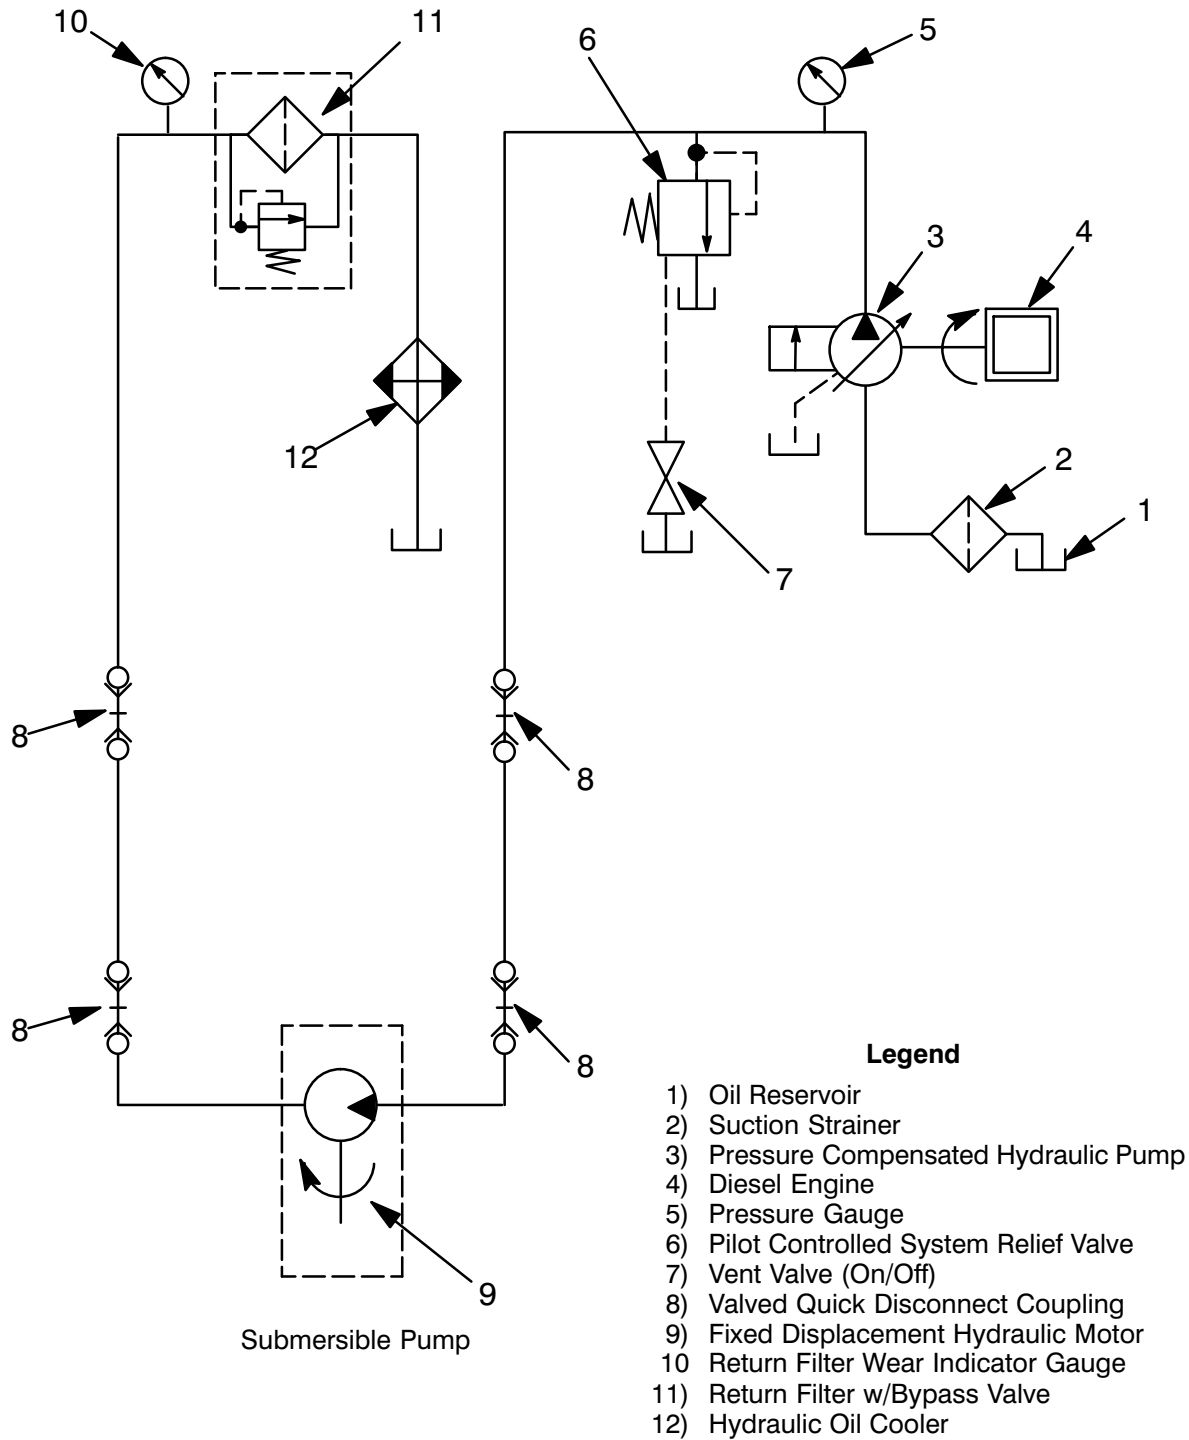 10
11
6
5
3
4
12
2
1
7
8
8
8
8
9
Submersible Pump
Legend
1) Oil Reservoir
2) Suction Strainer
3) Pressure Compensated Hydraulic Pump
4) Diesel Engine
5) Pressure Gauge
6) Pilot Controlled System Relief Valve
7) Vent Valve (On/Off)
8) Valved Quick Disconnect Coupling
9) Fixed Displacement Hydraulic Motor
10 Return Filter Wear Indicator Gauge
11) Return Filter w/Bypass Valve
12) Hydraulic Oil Cooler